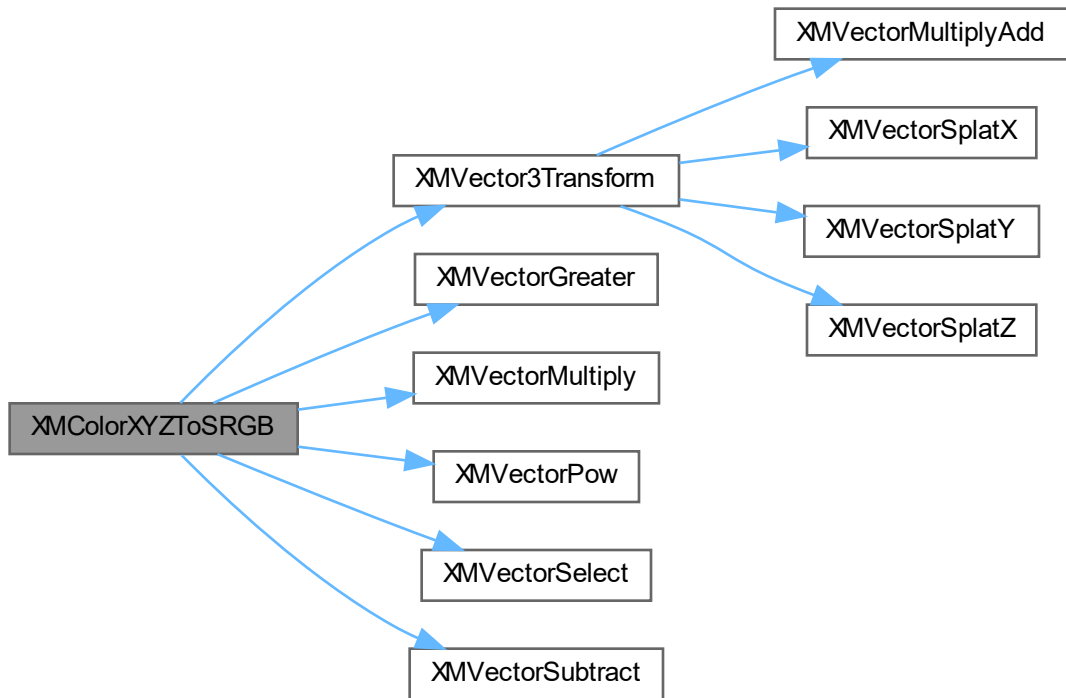 XMVectorMultiplyAdd
XMVectorSplatX
XMVector3Transform
XMVectorSplatY
XMVectorGreater
XMVectorSplatZ
XMVectorMultiply
XMColorXYZToSRGB
XMVectorPow
XMVectorSelect
XMVectorSubtract